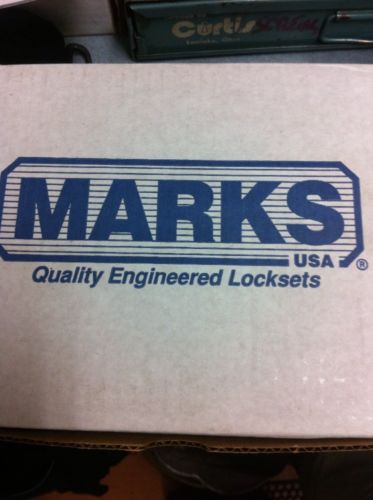 Curtis
MARKS
USA ®
Quality Engineered Locksets